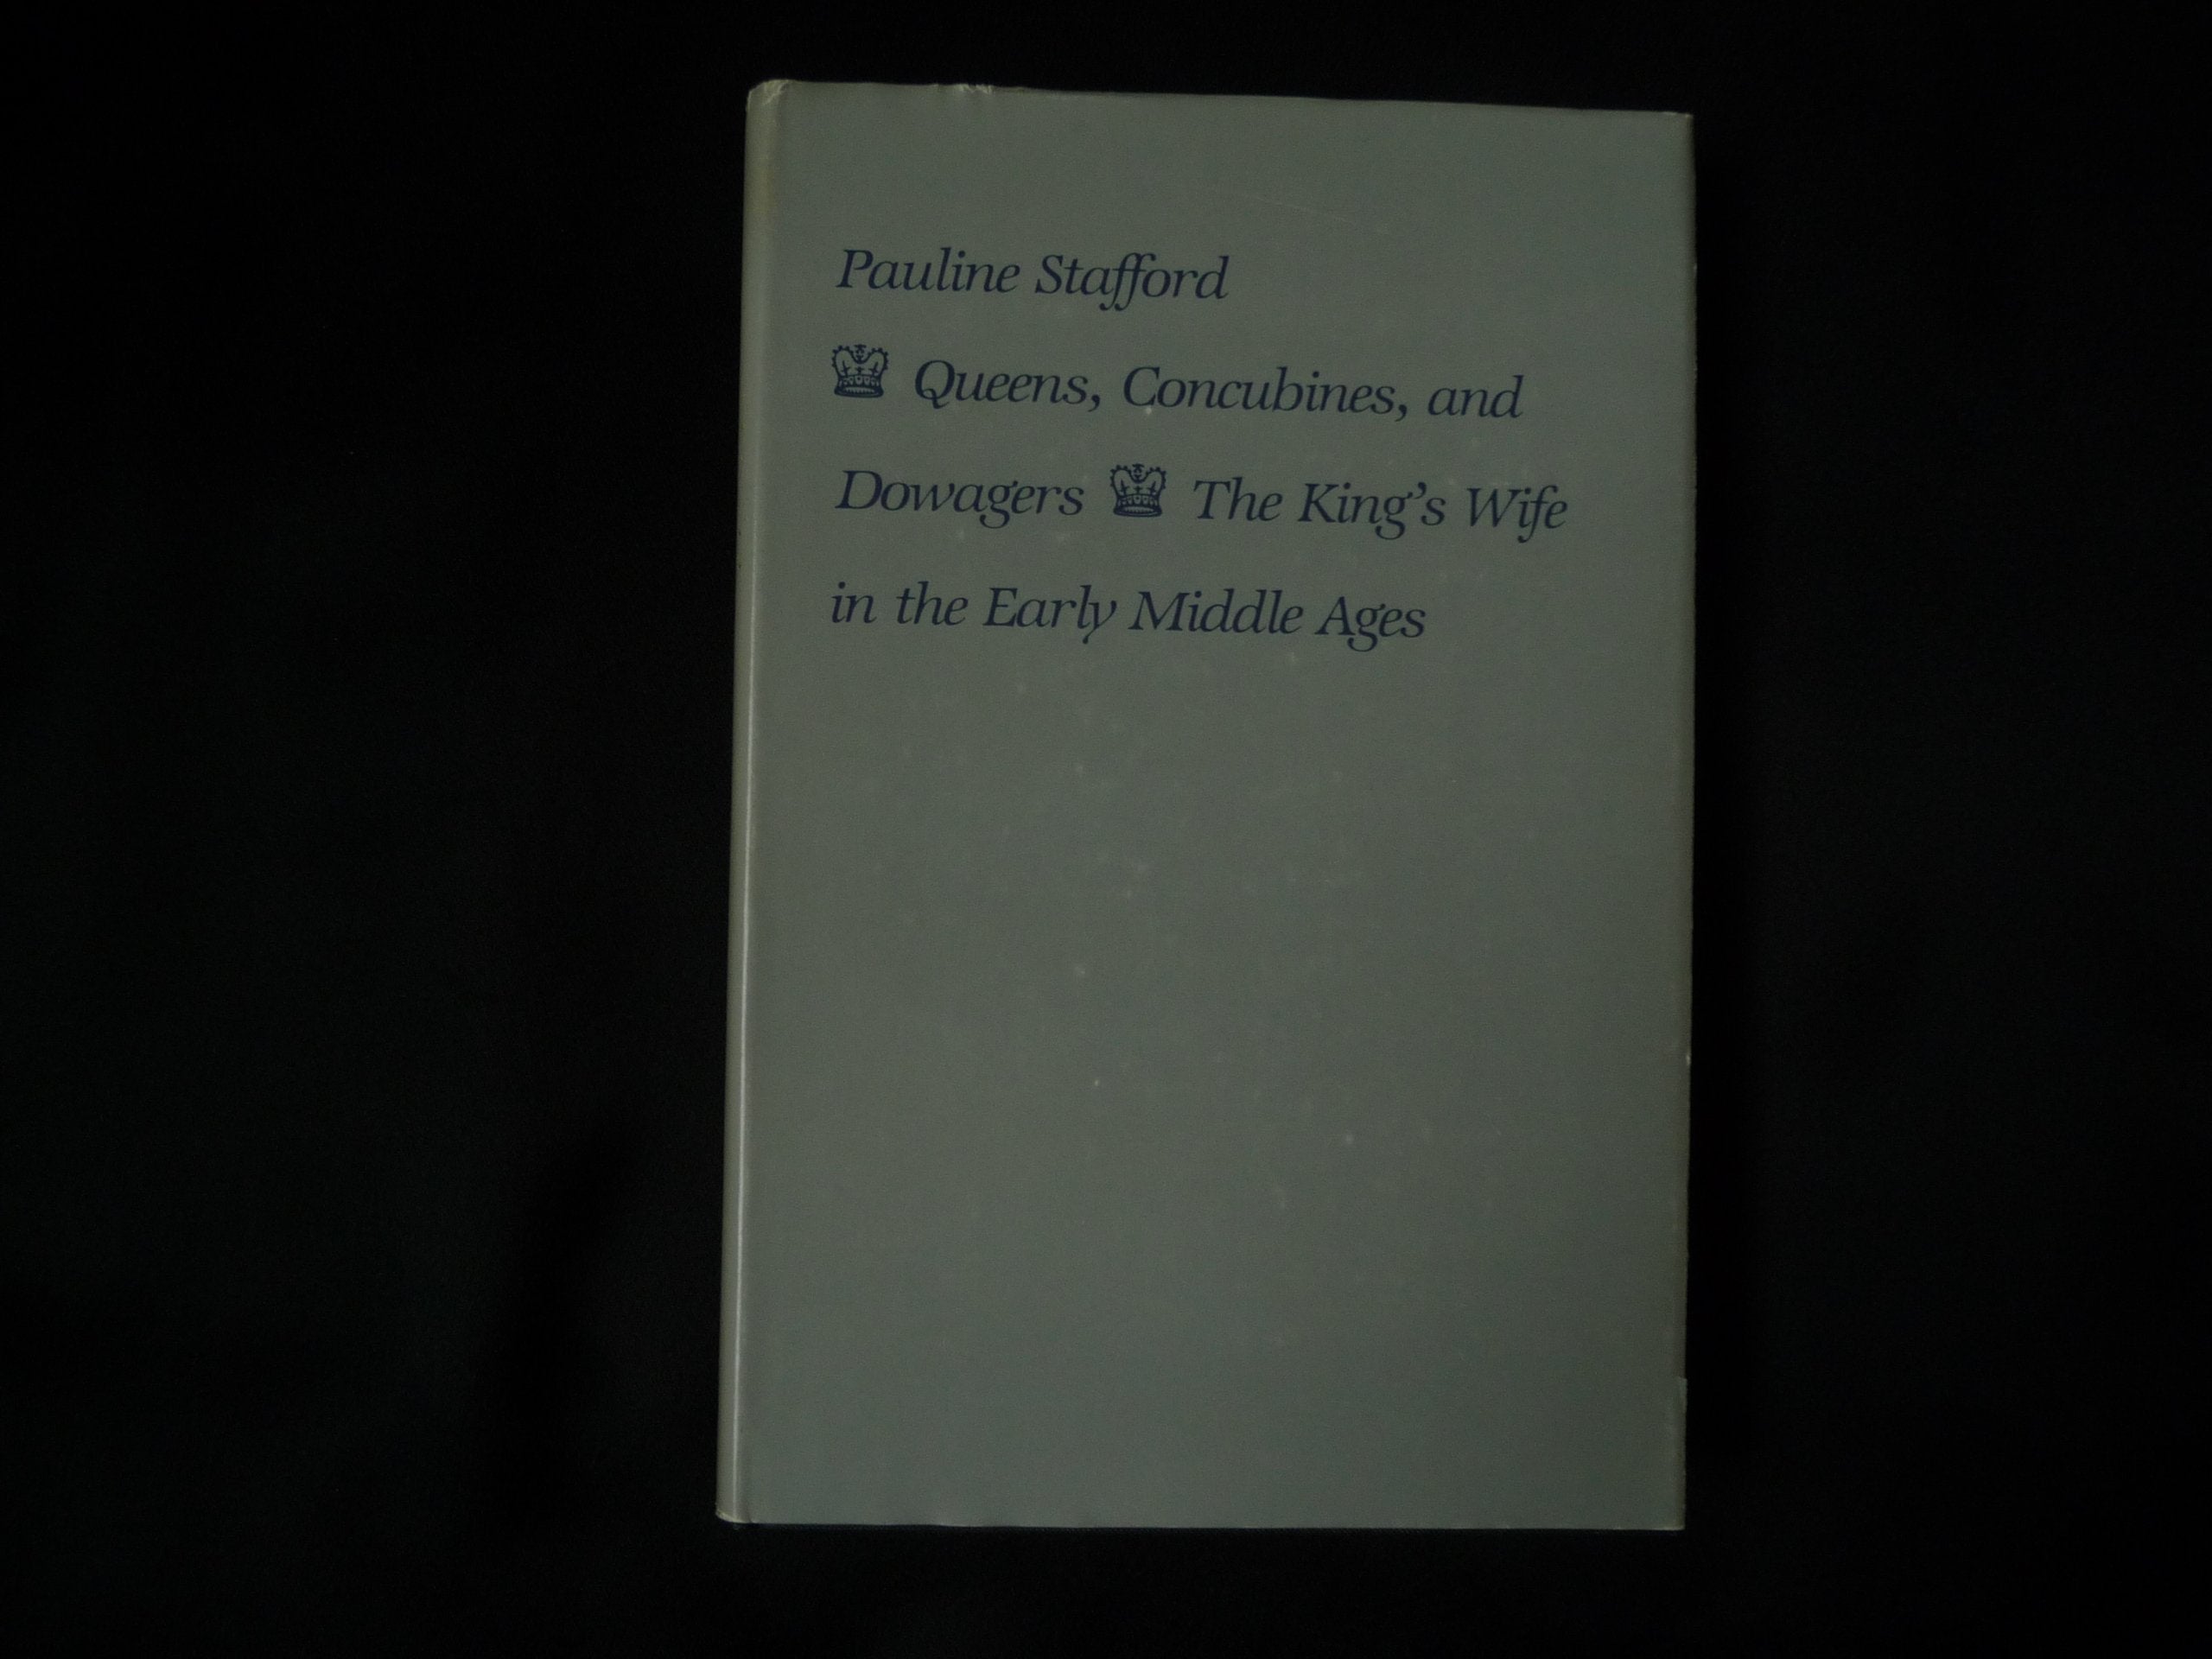 Pauline Stafford
Queens, Concubines, and
Dowagers The King's Wife
in the Early Middle Ages